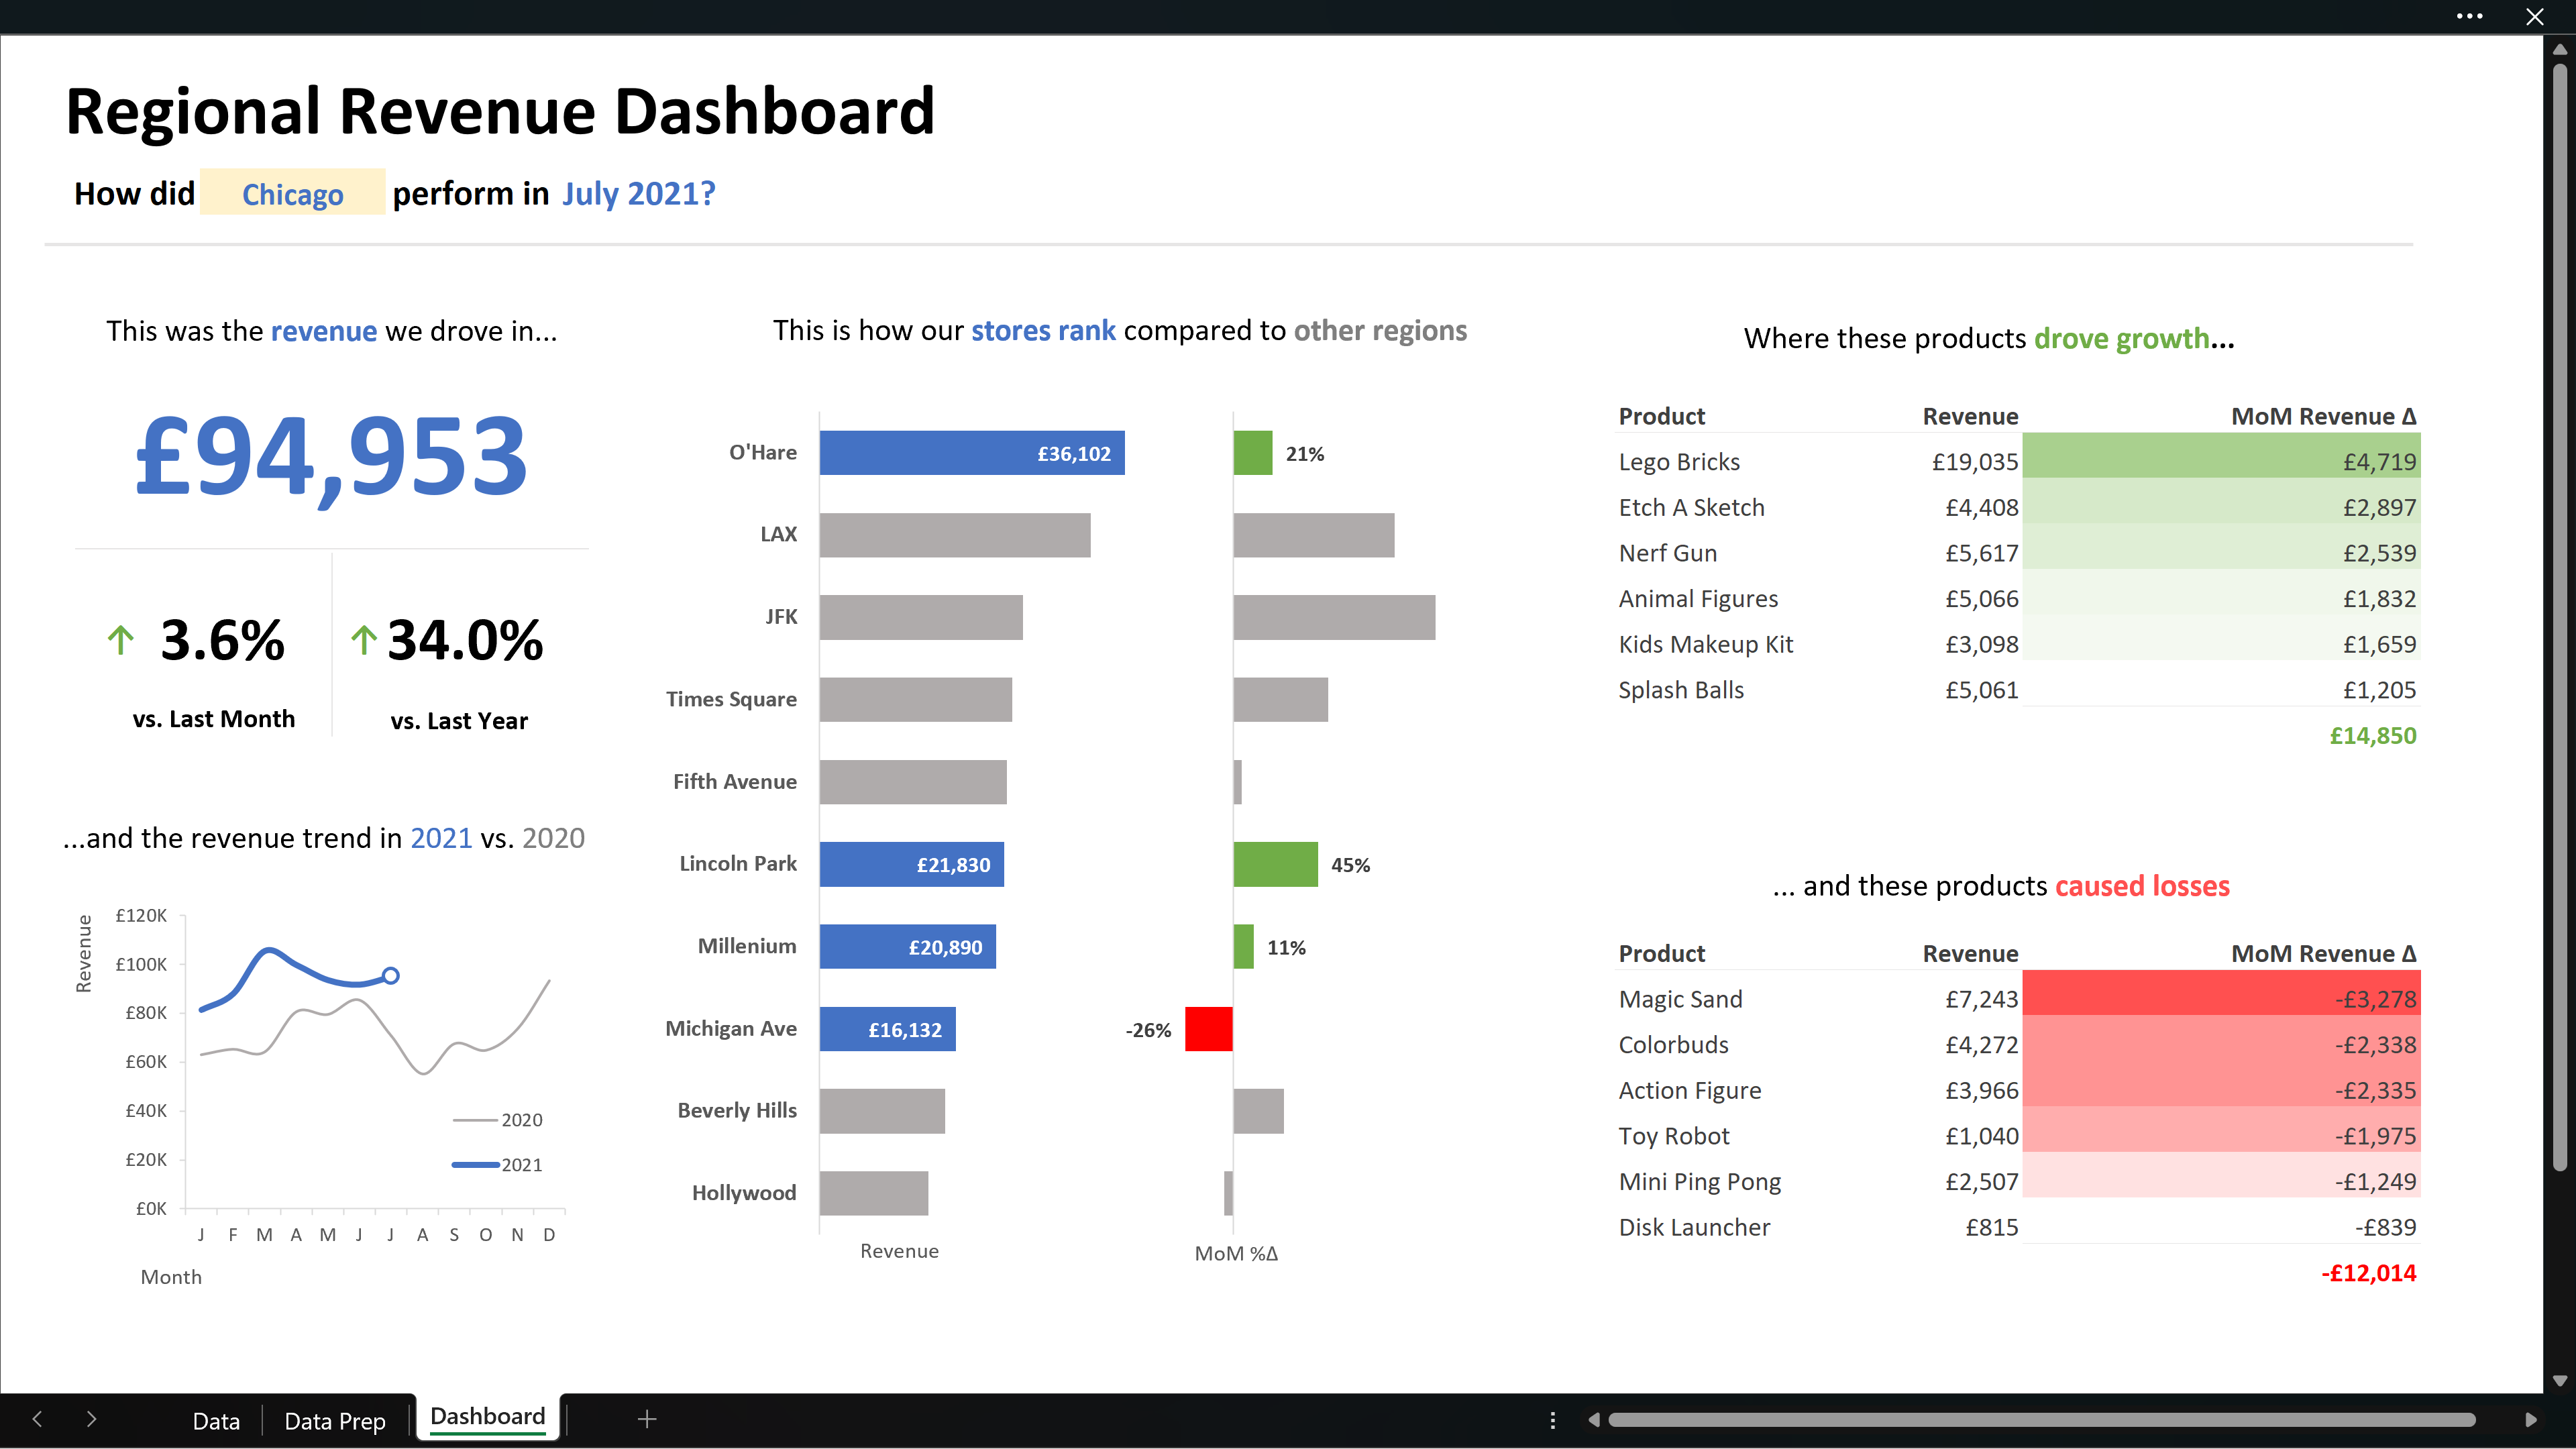 Regional Revenue Dashboard
How did Chicago perform in July 2021?
This was the revenue we drove in...
£94,953
↑ 3.6%
vs. Last Month
↑ 34.0%
vs. Last Year
...and the revenue trend in 2021 vs. 2020
Revenue
£120K
£100K
£80K
£60K
£40K
£20K
£0K
J F M A M J J A S O N D
Month
2020
2021
This is how our stores rank compared to other regions
O'Hare £36,102 21%
LAX
JFK
Times Square
Fifth Avenue
Lincoln Park £21,830 45%
Millenium £20,890 11%
Michigan Ave £16,132 -26%
Beverly Hills
Hollywood
Revenue MoM %Δ
Where these products drove growth...
Product Revenue MoM Revenue Δ
Lego Bricks £19,035 £4,719
Etch A Sketch £4,408 £2,897
Nerf Gun £5,617 £2,539
Animal Figures £5,066 £1,832
Kids Makeup Kit £3,098 £1,659
Splash Balls £5,061 £1,205
£14,850
... and these products caused losses
Product Revenue MoM Revenue Δ
Magic Sand £7,243 -£3,278
Colorbuds £4,272 -£2,338
Action Figure £3,966 -£2,335
Toy Robot £1,040 -£1,975
Mini Ping Pong £2,507 -£1,249
Disk Launcher £815 -£839
-£12,014
Data Data Prep Dashboard